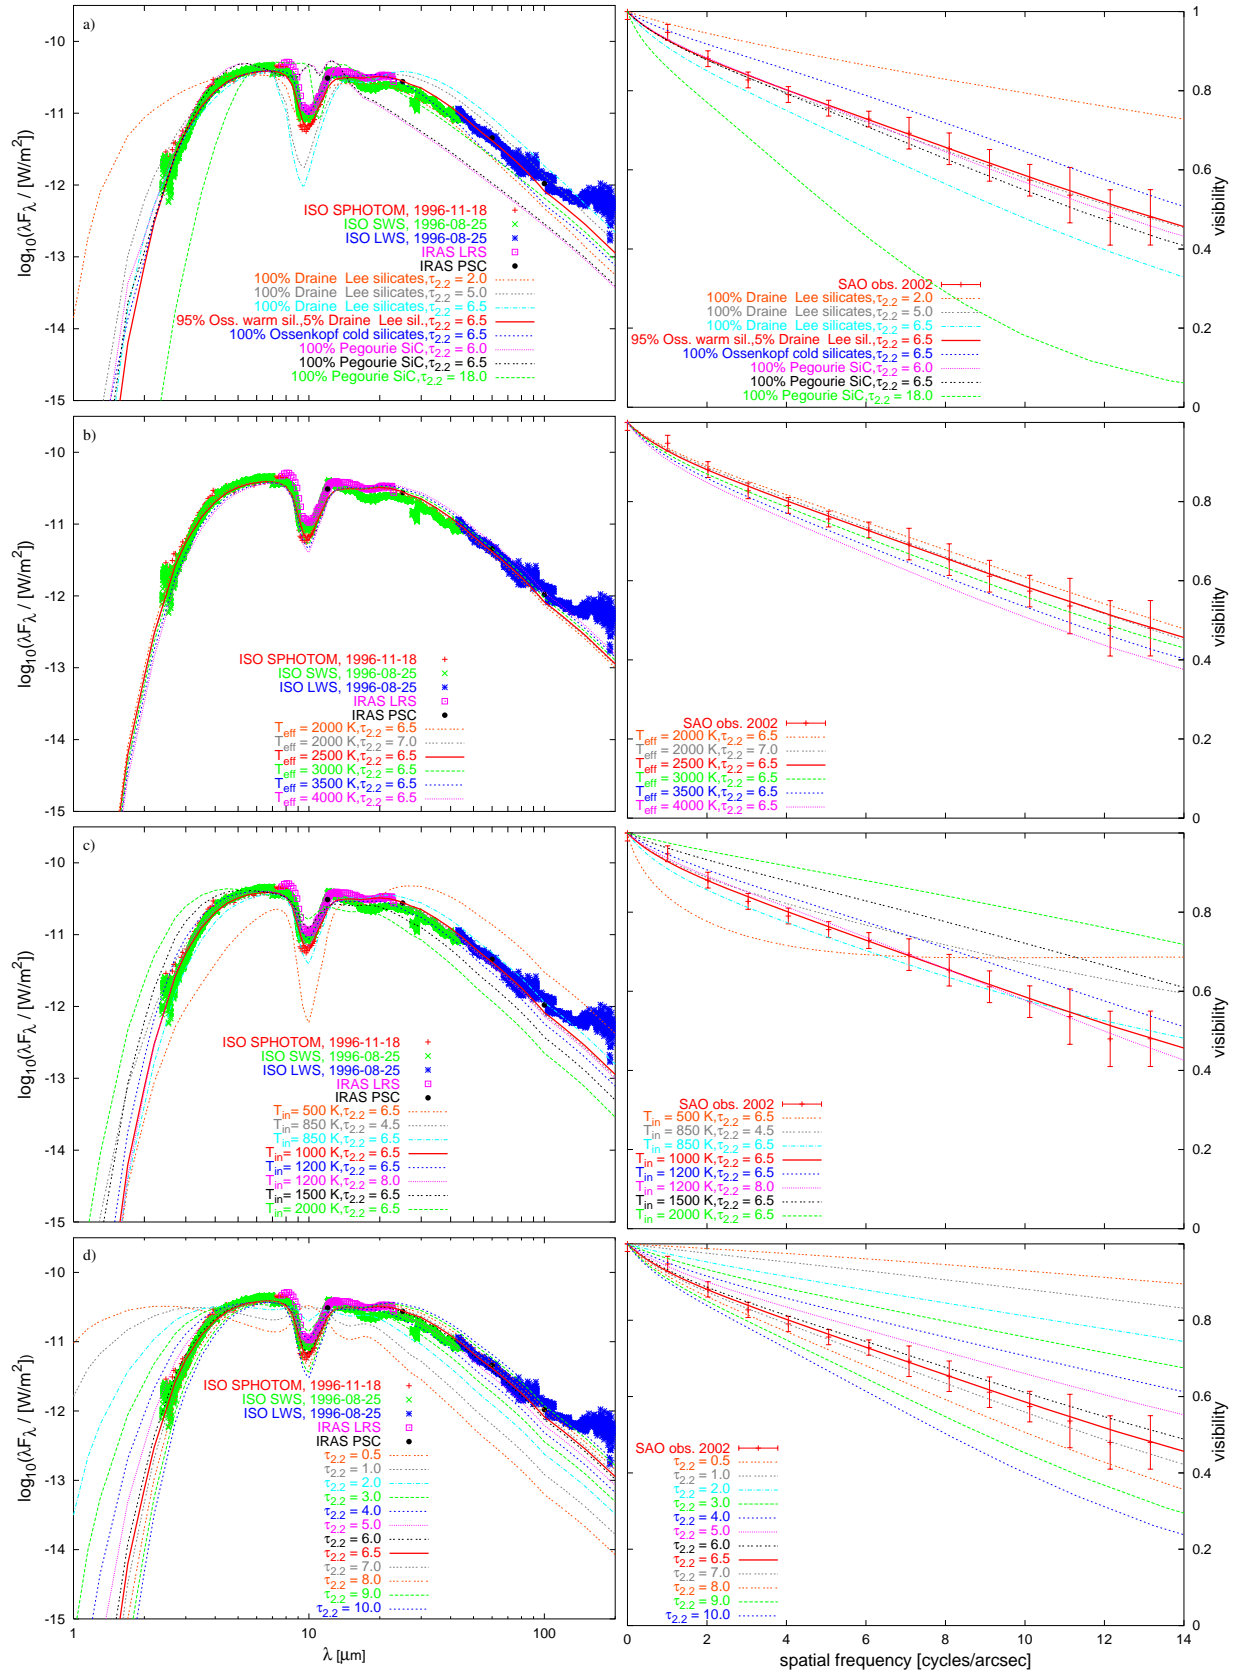 a)
-10
-11
-12
-13
-14
-15
log10(λFλ / [W/m2])
ISO SPHOTOM, 1996-11-18
ISO SWS, 1996-08-25
ISO LWS, 1996-08-25
IRAS LRS
IRAS PSC
100% Draine Lee silicates,τ2.2 = 2.0
100% Draine Lee silicates,τ2.2 = 5.0
100% Draine Lee silicates,τ2.2 = 6.5
95% Oss. warm sil.,5% Draine Lee sil.,τ2.2 = 6.5
100% Ossenkopf cold silicates,τ2.2 = 6.5
100% Pegourie SiC,τ2.2 = 6.0
100% Pegourie SiC,τ2.2 = 6.5
100% Pegourie SiC,τ2.2 = 18.0
1
0.8
0.6
0.4
0.2
0
visibility
SAO obs. 2002
100% Draine Lee silicates,τ2.2 = 2.0
100% Draine Lee silicates,τ2.2 = 5.0
100% Draine Lee silicates,τ2.2 = 6.5
95% Oss. warm sil.,5% Draine Lee sil.,τ2.2 = 6.5
100% Ossenkopf cold silicates,τ2.2 = 6.5
100% Pegourie SiC,τ2.2 = 6.0
100% Pegourie SiC,τ2.2 = 6.5
100% Pegourie SiC,τ2.2 = 18.0
b)
-10
-11
-12
-13
-14
-15
log10(λFλ / [W/m2])
ISO SPHOTOM, 1996-11-18
ISO SWS, 1996-08-25
ISO LWS, 1996-08-25
IRAS LRS
IRAS PSC
Teff = 2000 K,τ2.2 = 6.5
Teff = 2000 K,τ2.2 = 7.0
Teff = 2500 K,τ2.2 = 6.5
Teff = 3000 K,τ2.2 = 6.5
Teff = 3500 K,τ2.2 = 6.5
Teff = 4000 K,τ2.2 = 6.5
0.8
0.6
0.4
0.2
0
visibility
SAO obs. 2002
Teff = 2000 K,τ2.2 = 6.5
Teff = 2000 K,τ2.2 = 7.0
Teff = 2500 K,τ2.2 = 6.5
Teff = 3000 K,τ2.2 = 6.5
Teff = 3500 K,τ2.2 = 6.5
Teff = 4000 K,τ2.2 = 6.5
c)
-10
-11
-12
-13
-14
-15
log10(λFλ / [W/m2])
ISO SPHOTOM, 1996-11-18
ISO SWS, 1996-08-25
ISO LWS, 1996-08-25
IRAS LRS
IRAS PSC
Tin = 500 K,τ2.2 = 6.5
Tin = 850 K,τ2.2 = 4.5
Tin = 850 K,τ2.2 = 6.5
Tin = 1000 K,τ2.2 = 6.5
Tin = 1200 K,τ2.2 = 6.5
Tin = 1200 K,τ2.2 = 8.0
Tin = 1500 K,τ2.2 = 6.5
Tin = 2000 K,τ2.2 = 6.5
0.8
0.6
0.4
0.2
0
visibility
SAO obs. 2002
Tin = 500 K,τ2.2 = 6.5
Tin = 850 K,τ2.2 = 4.5
Tin = 850 K,τ2.2 = 6.5
Tin = 1000 K,τ2.2 = 6.5
Tin = 1200 K,τ2.2 = 6.5
Tin = 1200 K,τ2.2 = 8.0
Tin = 1500 K,τ2.2 = 6.5
Tin = 2000 K,τ2.2 = 6.5
d)
-10
-11
-12
-13
-14
-15
log10(λFλ / [W/m2])
ISO SPHOTOM, 1996-11-18
ISO SWS, 1996-08-25
ISO LWS, 1996-08-25
IRAS LRS
IRAS PSC
τ2.2 = 0.5
τ2.2 = 1.0
τ2.2 = 2.0
τ2.2 = 3.0
τ2.2 = 4.0
τ2.2 = 5.0
τ2.2 = 6.0
τ2.2 = 6.5
τ2.2 = 7.0
τ2.2 = 8.0
τ2.2 = 9.0
τ2.2 = 10.0
1
10
100
λ [μm]
0.8
0.6
0.4
0.2
0
visibility
SAO obs. 2002
τ2.2 = 0.5
τ2.2 = 1.0
τ2.2 = 2.0
τ2.2 = 3.0
τ2.2 = 4.0
τ2.2 = 5.0
τ2.2 = 6.0
τ2.2 = 6.5
τ2.2 = 7.0
τ2.2 = 8.0
τ2.2 = 9.0
τ2.2 = 10.0
0 2 4 6 8 10 12 14
spatial frequency [cycles/arcsec]